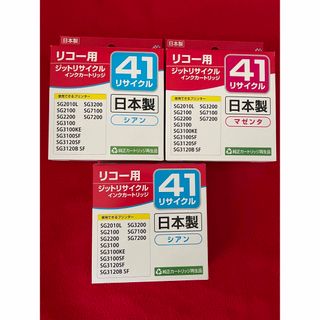 日本製
リコー用
ジットリサイクル
インクカートリッジ
41
リサイクル
使用できるプリンター
SG2010L SG3200
SG2100 SG7100
SG2200 SG7200
SG3100
SG3100KE
SG3100SF
SG3120SF
SG3120B SF
日本製
シアン
純正カートリッジ再生品
日本製
リコー用
ジットリサイクル
インクカートリッジ
41
リサイクル
使用できるプリンター
SG2010L SG3200
SG2100 SG7100
SG2200 SG7200
SG3100
SG3100KE
SG3100SF
SG3120SF
SG3120B SF
日本製
マゼンタ
純正カートリッジ再生品
リコー用
ジットリサイクル
インクカートリッジ
41
リサイクル
使用できるプリンター
SG2010L SG3200
SG2100 SG7100
SG2200 SG7200
SG3100
SG3100KE
SG3100SF
SG3120SF
SG3120B SF
日本製
シアン
純正カートリッジ再生品